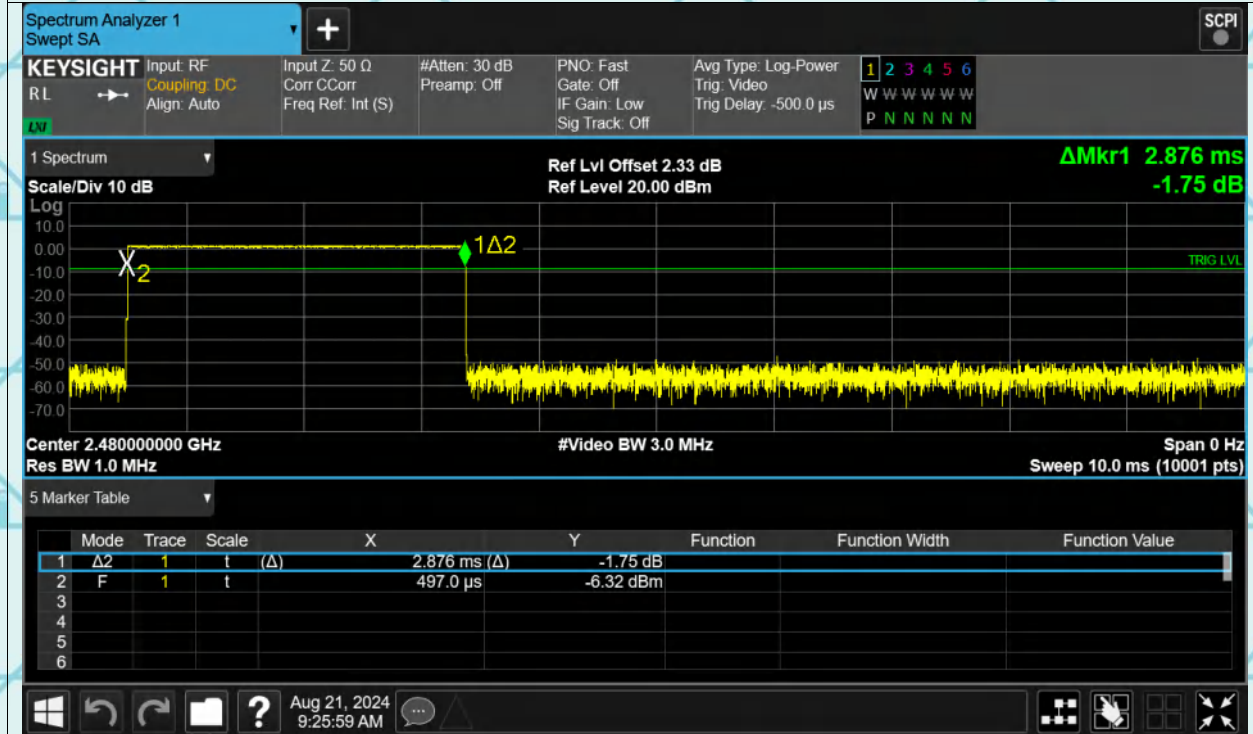 Spectrum Analyzer 1
Swept SA
+
SCPI
KEYSIGHT
RL
LXI
Input: RF
Coupling: DC
Align: Auto
Input Z: 50 Ω
Corr CCorr
Freq Ref: Int (S)
#Atten: 30 dB
Preamp: Off
PNO: Fast
Gate: Off
IF Gain: Low
Sig Track: Off
Avg Type: Log-Power
Trig: Video
Trig Delay: -500.0 µs
1 2 3 4 5 6
W W W W W W
P N N N N N
1 Spectrum
Scale/Div 10 dB
Ref Lvl Offset 2.33 dB
Ref Level 20.00 dBm
ΔMkr1 2.876 ms
-1.75 dB
Log
10.0
0.00
-10.0
-20.0
-30.0
-40.0
-50.0
-60.0
-70.0
X2
1Δ2
TRIG LVL
Center 2.480000000 GHz
#Video BW 3.0 MHz
Span 0 Hz
Res BW 1.0 MHz
Sweep 10.0 ms (10001 pts)
5 Marker Table
Mode Trace Scale X Y Function Function Width Function Value
1 Δ2 1 t (Δ) 2.876 ms (Δ) -1.75 dB
2 F 1 t 497.0 µs -6.32 dBm
3
4
5
6
?
Aug 21, 2024
9:25:59 AM